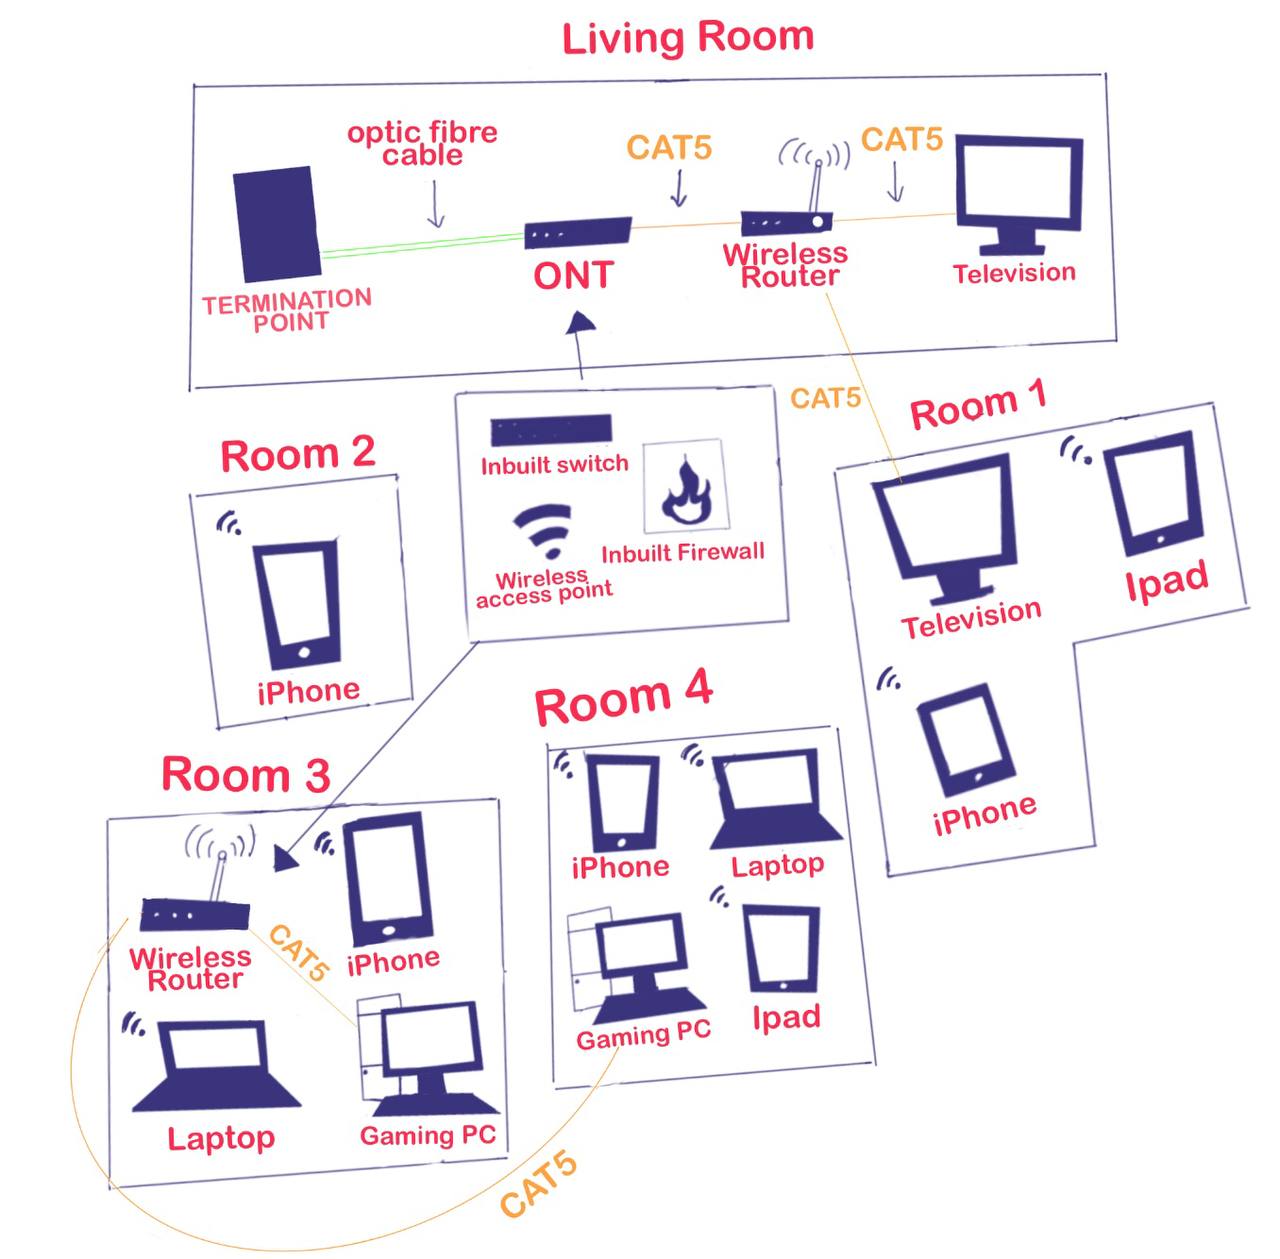 Living Room
optic fibre
cable
CAT5
CAT5
TERMINATION
POINT
ONT
Wireless
Router
Television
CAT5
Room 1
Room 2
Inbuilt switch
Inbuilt Firewall
Wireless
access point
iPhone
Television
Ipad
iPhone
Room 4
Room 3
iPhone
Laptop
Wireless
Router
CAT5
iPhone
Gaming PC
Ipad
Laptop
Gaming PC
CAT5